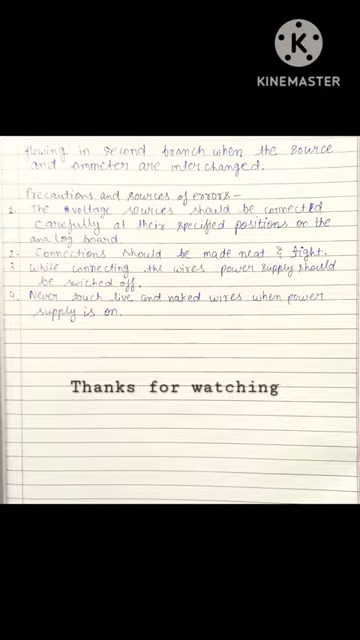 KINEMASTER
flowing in second branch when the source
and ammeter are interchanged.
Precautions and sources of errors-
1. The voltage sources should be connected
carefully at their specified positions on the
analog board.
2- Connections should be made neat & tight.
3 While connecting the wires power supply should
be swiched off.
4. Never touch live and naked wires when power
supply is on.
Thanks for watching